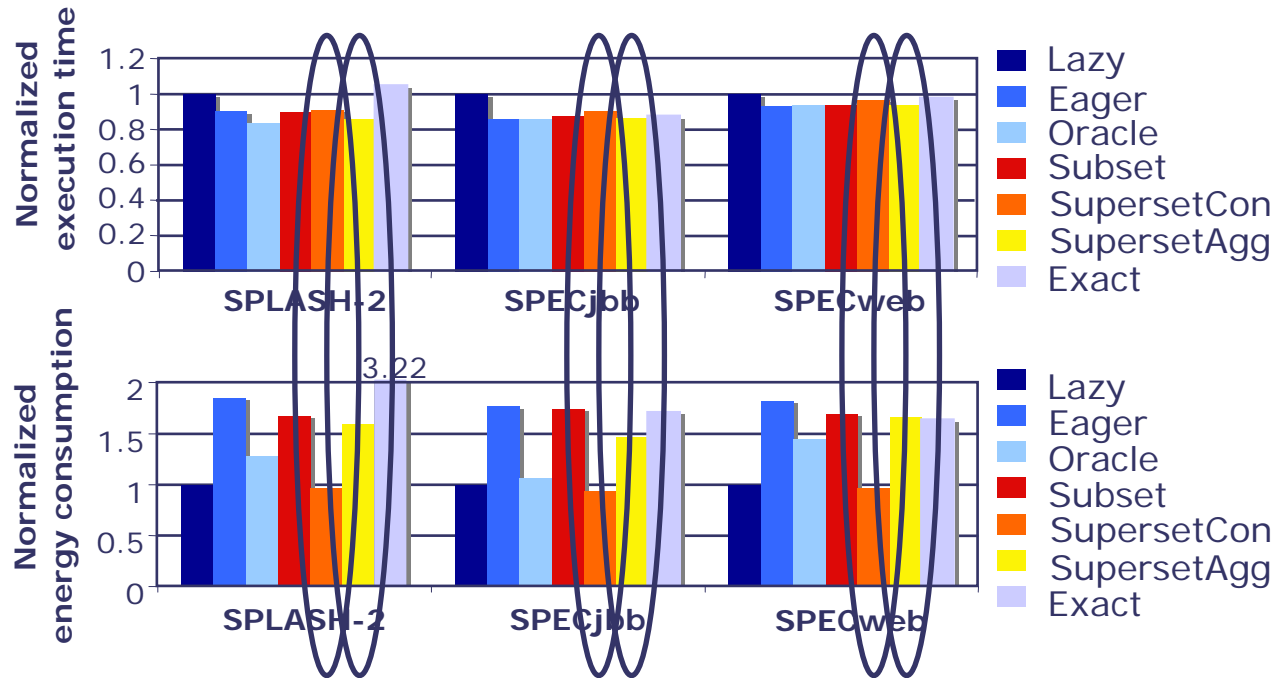 Normalized
execution time
1.2
1
0.8
0.6
0.4
0.2
0
SPLASH-2
SPECjbb
SPECweb
Lazy
Eager
Oracle
Subset
SupersetCon
SupersetAgg
Exact
Normalized
energy consumption
3.22
2
1.5
1
0.5
0
SPLASH-2
SPECjbb
SPECweb
Lazy
Eager
Oracle
Subset
SupersetCon
SupersetAgg
Exact